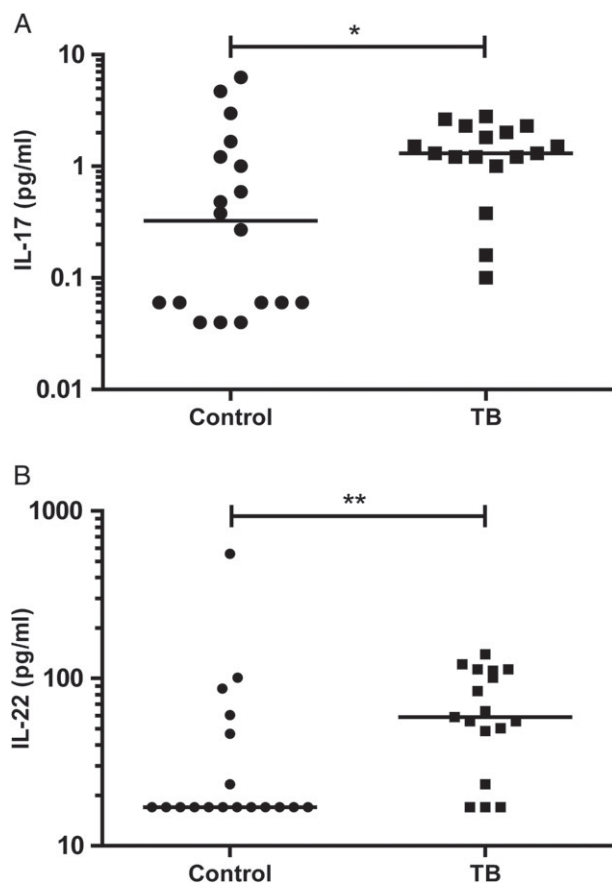 A
*
10
1
0.1
0.01
IL-17 (pg/ml)
Control TB
B
**
1000
100
10
IL-22 (pg/ml)
Control TB